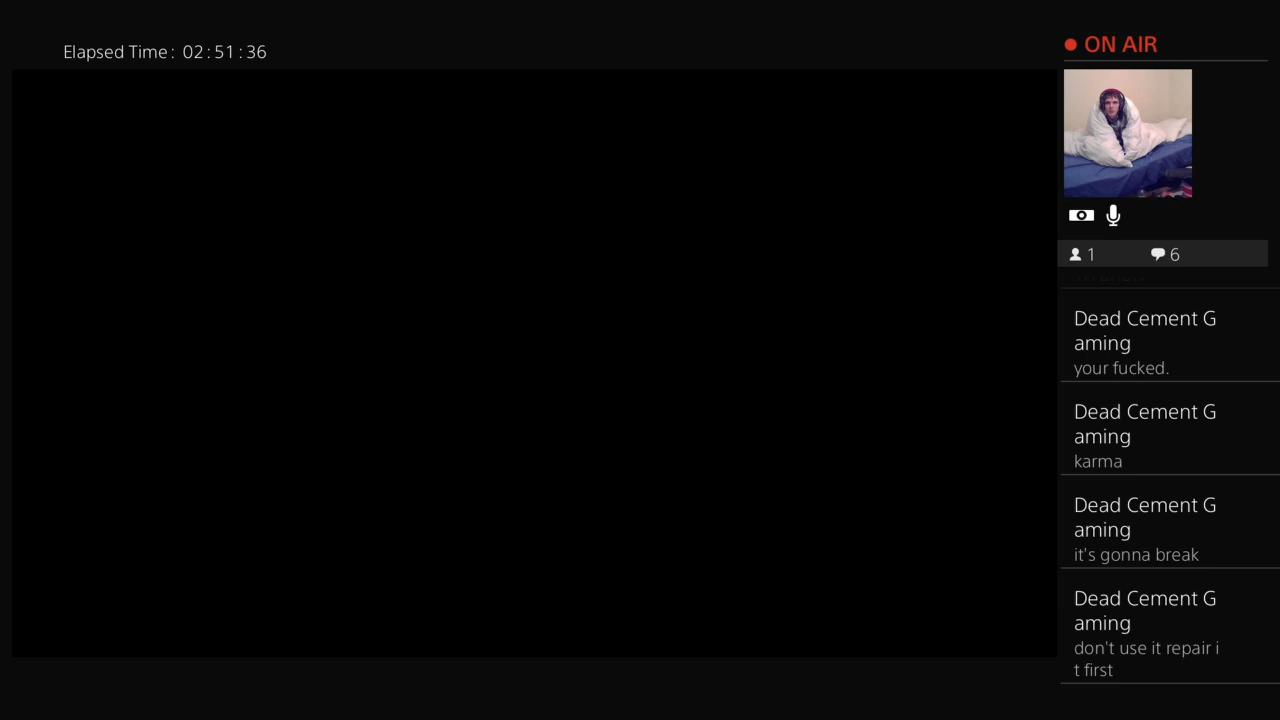 Elapsed Time: 02:51:36
ON AIR
1
6
Dead Cement G
aming
your fucked.
Dead Cement G
aming
karma
Dead Cement G
aming
it's gonna break
Dead Cement G
aming
don't use it repair i
t first